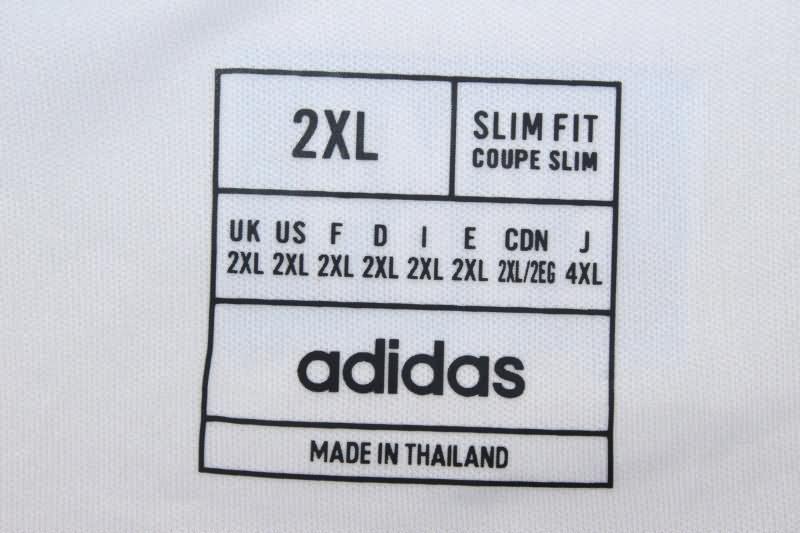 2XL
SLIM FIT
COUPE SLIM
UK US F D I E CDN J
2XL 2XL 2XL 2XL 2XL 2XL 2XL/2EG 4XL
adidas
MADE IN THAILAND